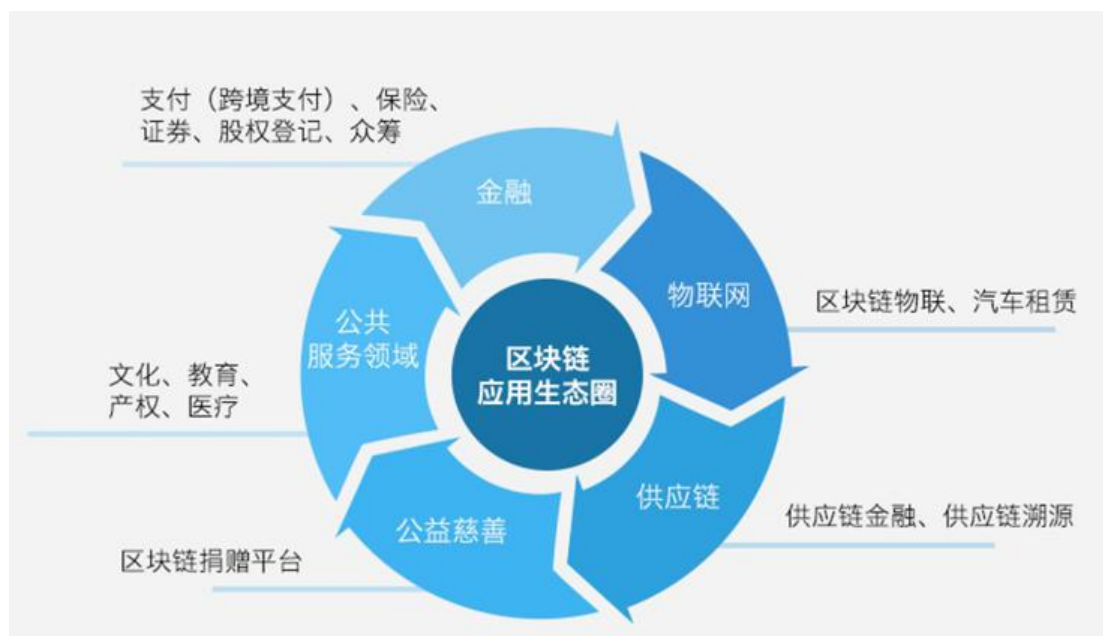 支付（跨境支付）、保险、
证券、股权登记、众筹
金融
物联网
区块链物联、汽车租赁
公共
服务领域
区块链
应用生态圈
文化、教育、
产权、医疗
供应链
供应链金融、供应链溯源
公益慈善
区块链捐赠平台